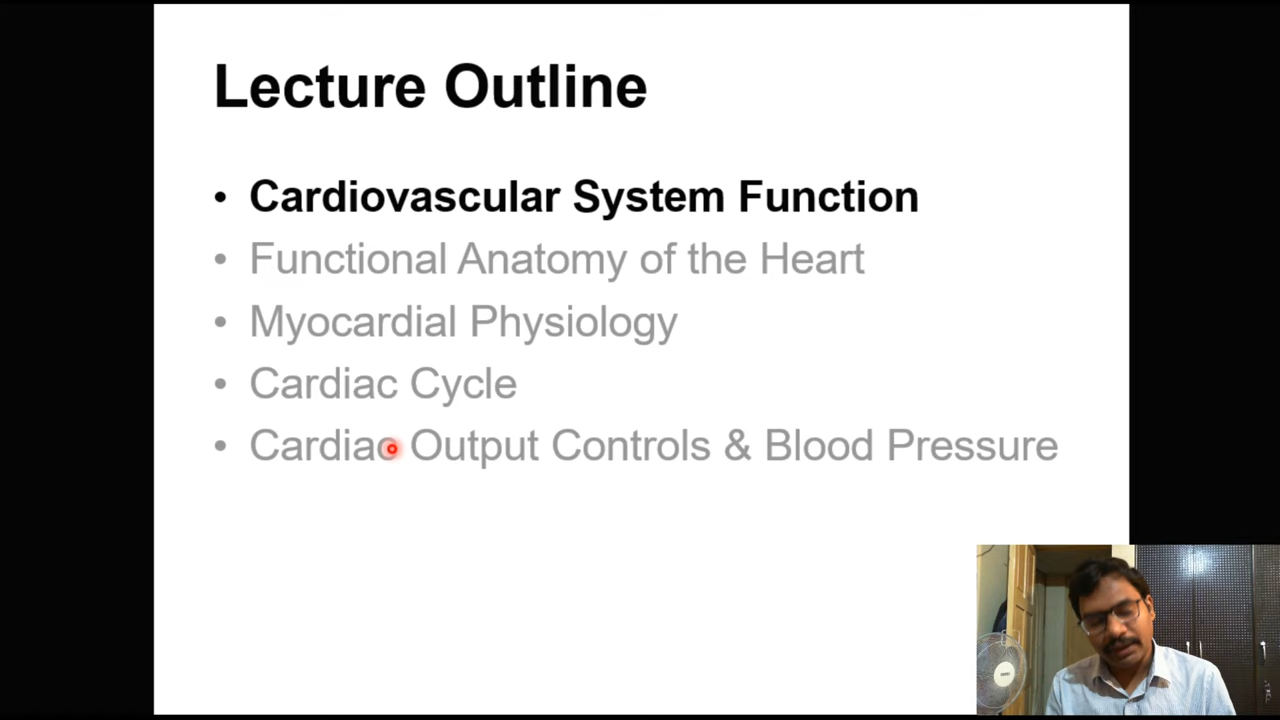 Lecture Outline
• Cardiovascular System Function
• Functional Anatomy of the Heart
• Myocardial Physiology
• Cardiac Cycle
• Cardiac Output Controls & Blood Pressure